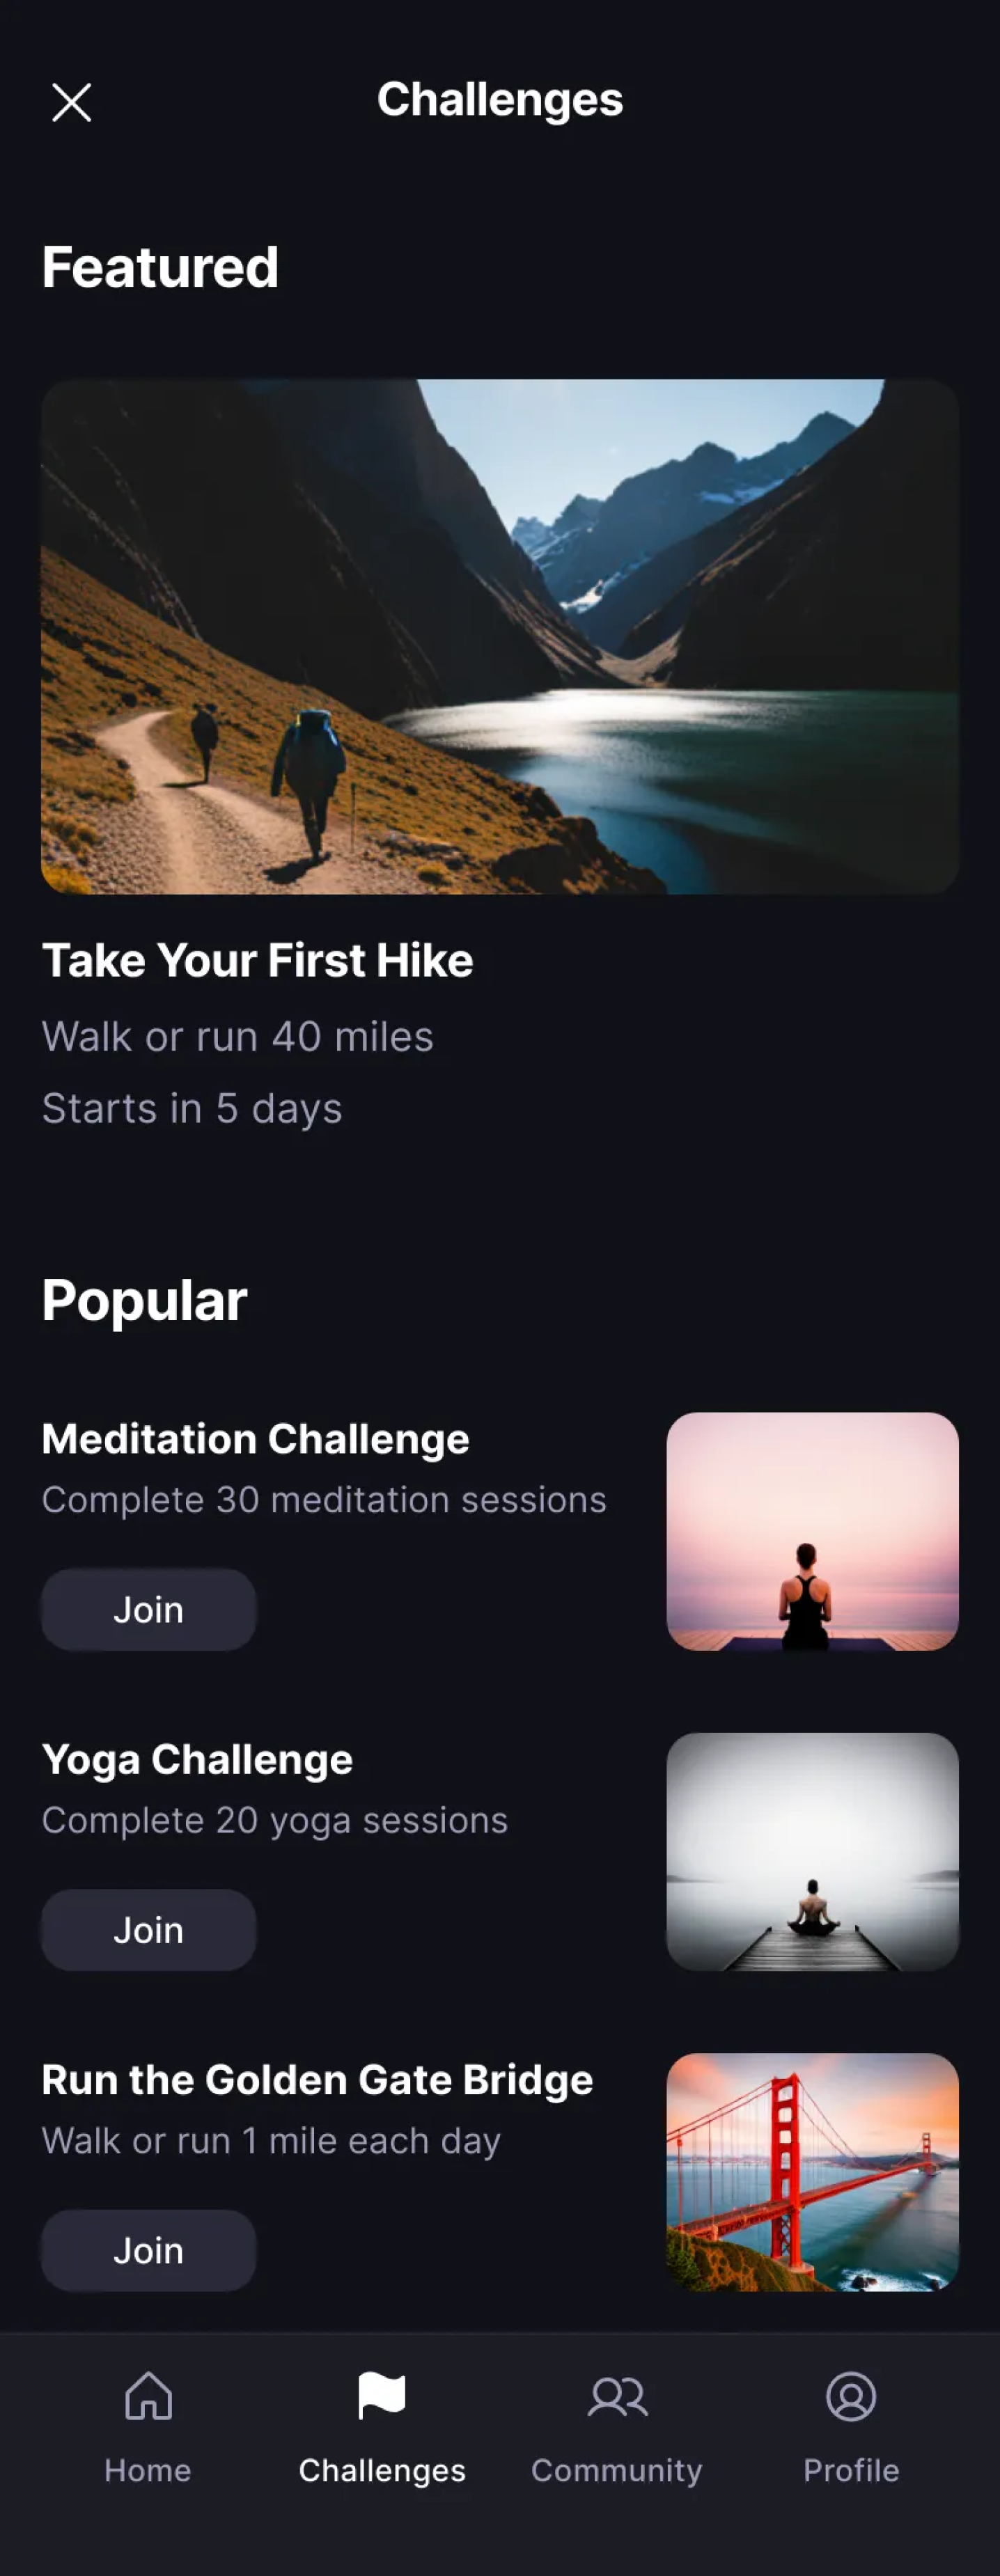 Challenges
Featured
Take Your First Hike
Walk or run 40 miles
Starts in 5 days
Popular
Meditation Challenge
Complete 30 meditation sessions
Join
Yoga Challenge
Complete 20 yoga sessions
Join
Run the Golden Gate Bridge
Walk or run 1 mile each day
Join
Home
Challenges
Community
Profile